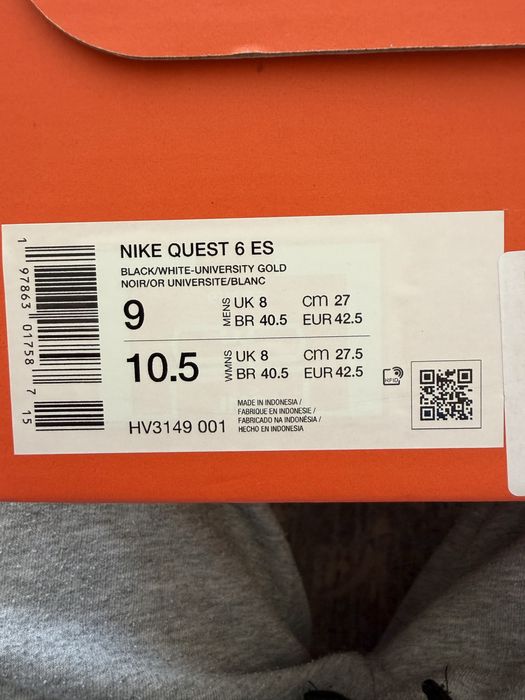 NIKE QUEST 6 ES
BLACK/WHITE-UNIVERSITY GOLD
NOIR/OR UNIVERSITE/BLANC
9 MENS UK 8 cm 27
BR 40.5 EUR 42.5
10.5 WMNS UK 8 cm 27.5
BR 40.5 EUR 42.5
RFID
HV3149 001
MADE IN INDONESIA /
FABRIQUE EN INDONESIE /
FABRICADO NA INDONÉSIA /
HECHO EN INDONESIA
1 97863 01758 7 15